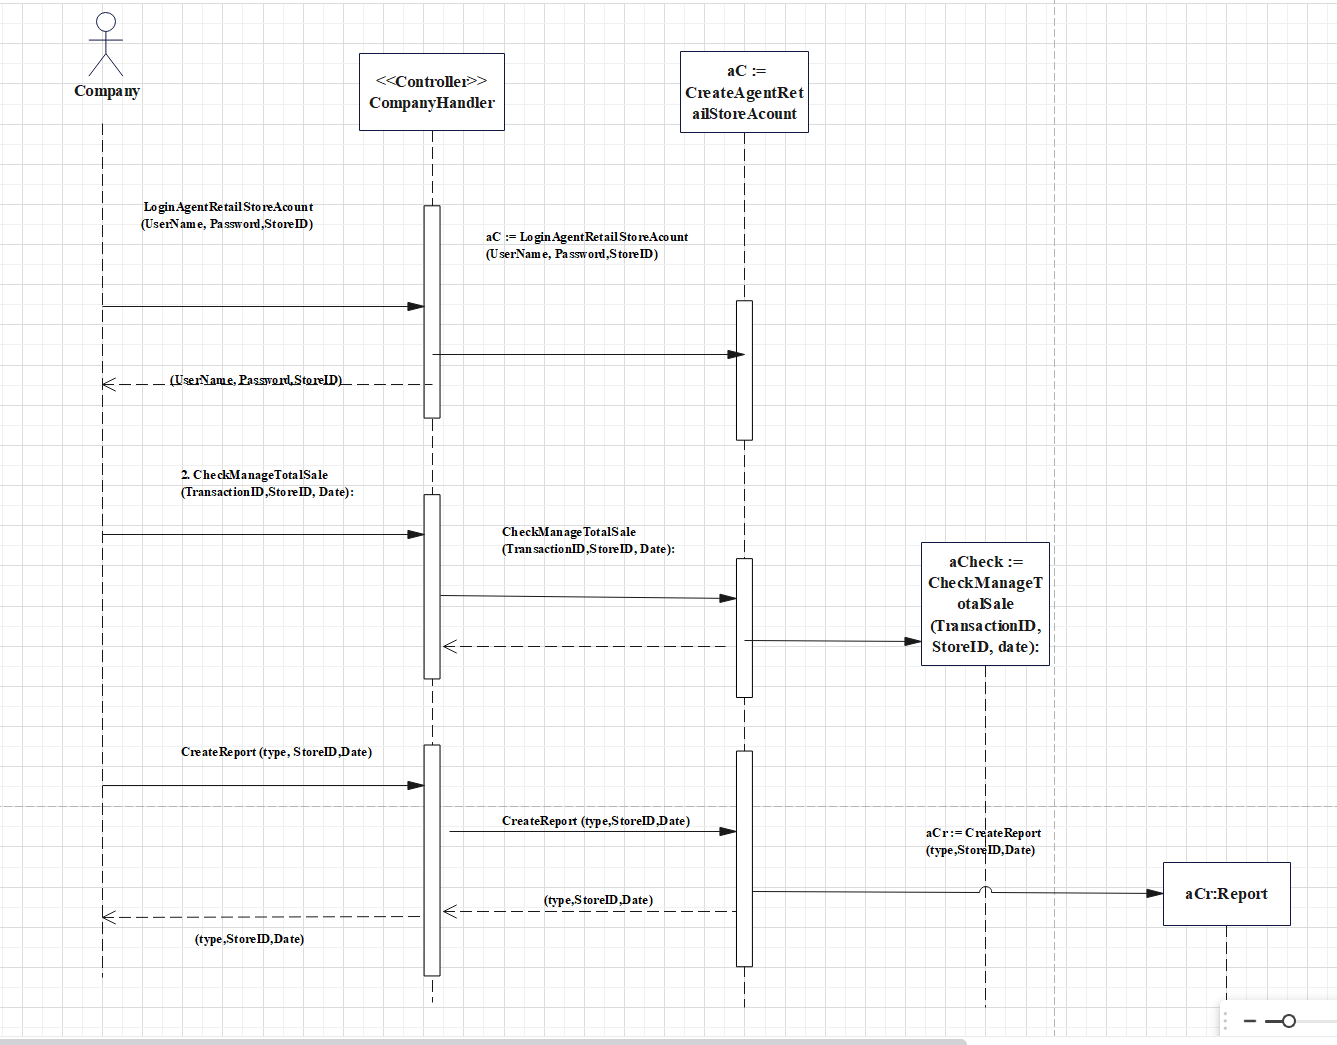 Company
<<Controller>>
CompanyHandler
aC :=
CreateAgentRet
ailStoreAcount
LoginAgentRetailStoreAcount
(UserName, Password,StoreID)
aC := LoginAgentRetailStoreAcount
(UserName, Password,StoreID)
(UserName, Password,StoreID)
2. CheckManageTotalSale
(TransactionID,StoreID, Date):
CheckManageTotalSale
(TransactionID,StoreID, Date):
aCheck :=
CheckManageT
otalSale
(TransactionID,
StoreID, date):
CreateReport (type, StoreID,Date)
CreateReport (type,StoreID,Date)
aCr := CreateReport
(type,StoreID,Date)
aCr:Report
(type,StoreID,Date)
(type,StoreID,Date)